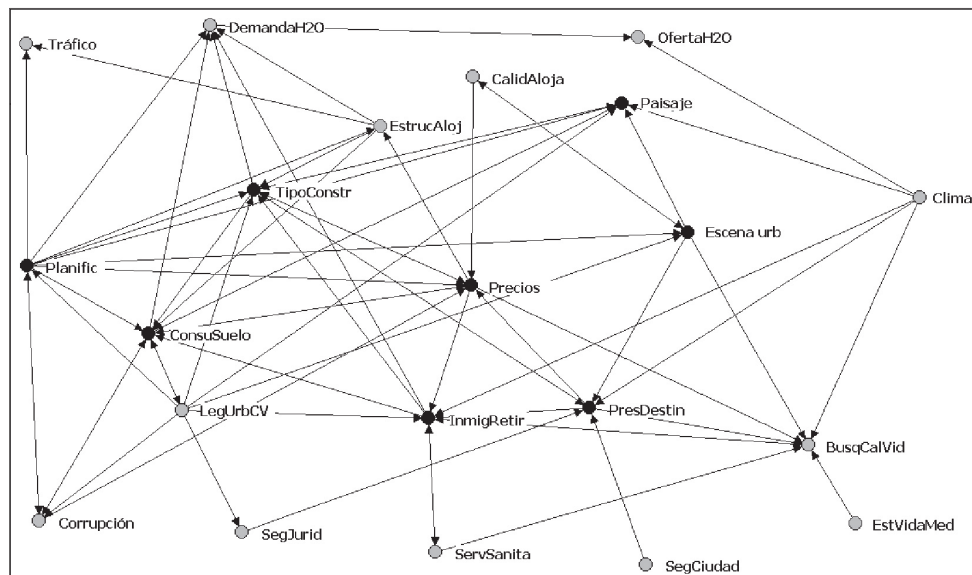 DemandaH2O
OfertaH2O
Tráfico
CalidAloja
Paisaje
EstrucAloj
TipoConstr
Clima
Escena urb
Planific
Precios
ConsuSuelo
LegUrbCV
InmigRetir
PresDestin
BusqCalVid
Corrupción
SegJurid
EstVidaMed
ServSanita
SegCiudad